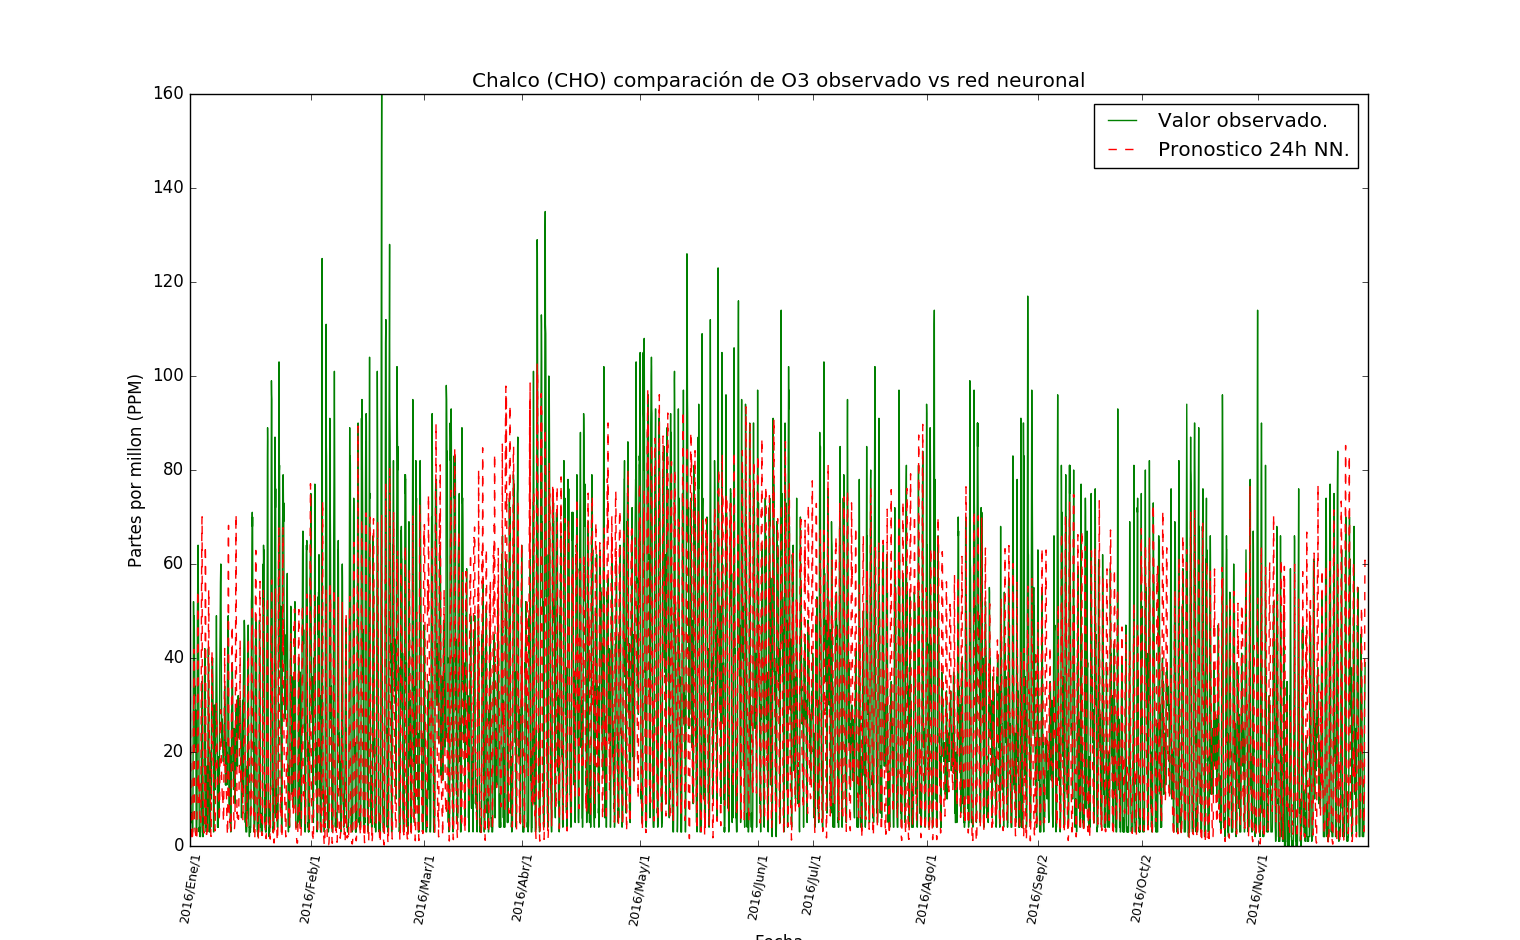 Chalco (CHO) comparación de O3 observado vs red neuronal
Valor observado.
Pronostico 24h NN.
Partes por millon (PPM)
160
140
120
100
80
60
40
20
0
2016/Ene/1
2016/Feb/1
2016/Mar/1
2016/Abr/1
2016/May/1
2016/Jun/1
2016/Jul/1
2016/Ago/1
2016/Sep/2
2016/Oct/2
2016/Nov/1
Fecha